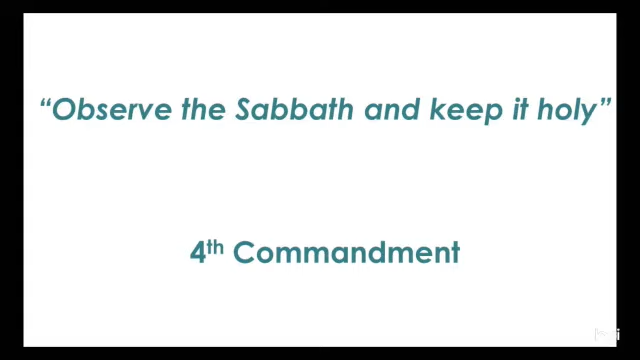 “Observe the Sabbath and keep it holy”
4th Commandment